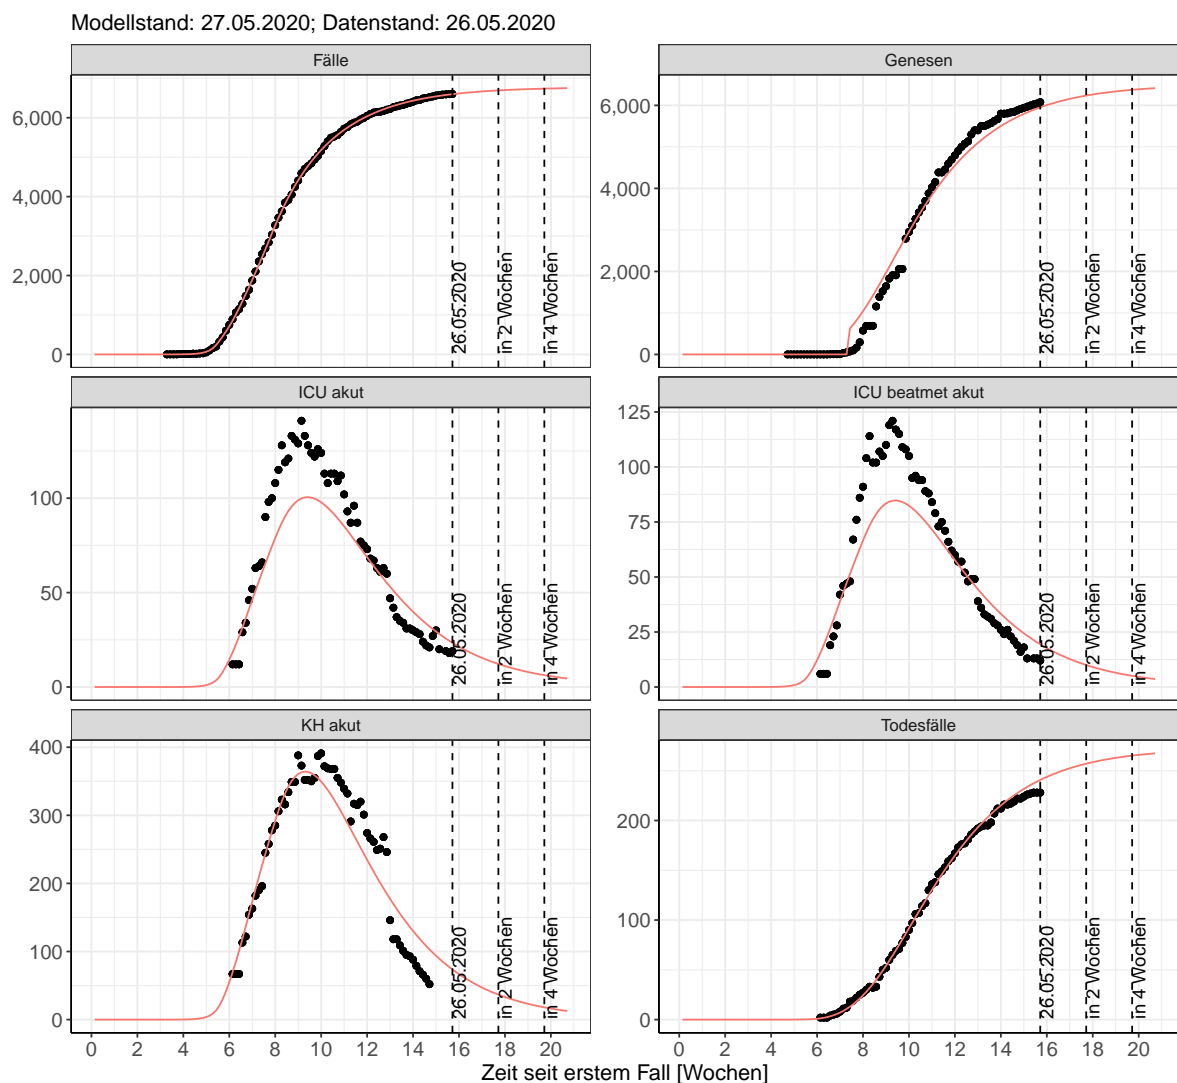 Modellstand: 27.05.2020; Datenstand: 26.05.2020
Fälle
Genesen
6,000
4,000
2,000
0
26.05.2020
in 2 Wochen
in 4 Wochen
6,000
4,000
2,000
0
26.05.2020
in 2 Wochen
in 4 Wochen
ICU akut
ICU beatmet akut
100
50
0
26.05.2020
in 2 Wochen
in 4 Wochen
125
100
75
50
25
0
26.05.2020
in 2 Wochen
in 4 Wochen
KH akut
Todesfälle
400
300
200
100
0
26.05.2020
in 2 Wochen
in 4 Wochen
200
100
0
26.05.2020
in 2 Wochen
in 4 Wochen
0 2 4 6 8 10 12 14 16 18 20
0 2 4 6 8 10 12 14 16 18 20
Zeit seit erstem Fall [Wochen]